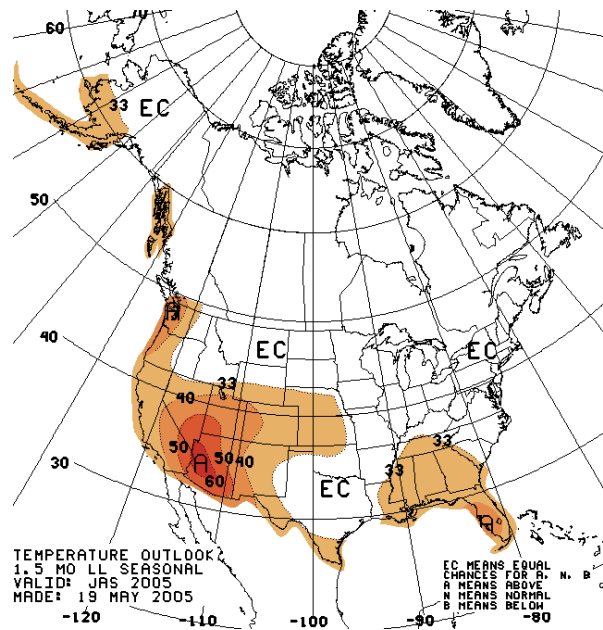 60
70
33
EC
50
A
40
EC
EC
33
40
33
50
A
50
40
33
60
30
EC
A
TEMPERATURE OUTLOOK
1.5 MO LL SEASONAL
VALID: JAS 2005
MADE: 19 MAY 2005
EC MEANS EQUAL
CHANCES FOR A, N, B
A MEANS ABOVE
N MEANS NORMAL
B MEANS BELOW
-120
-110
-100
-90
-80